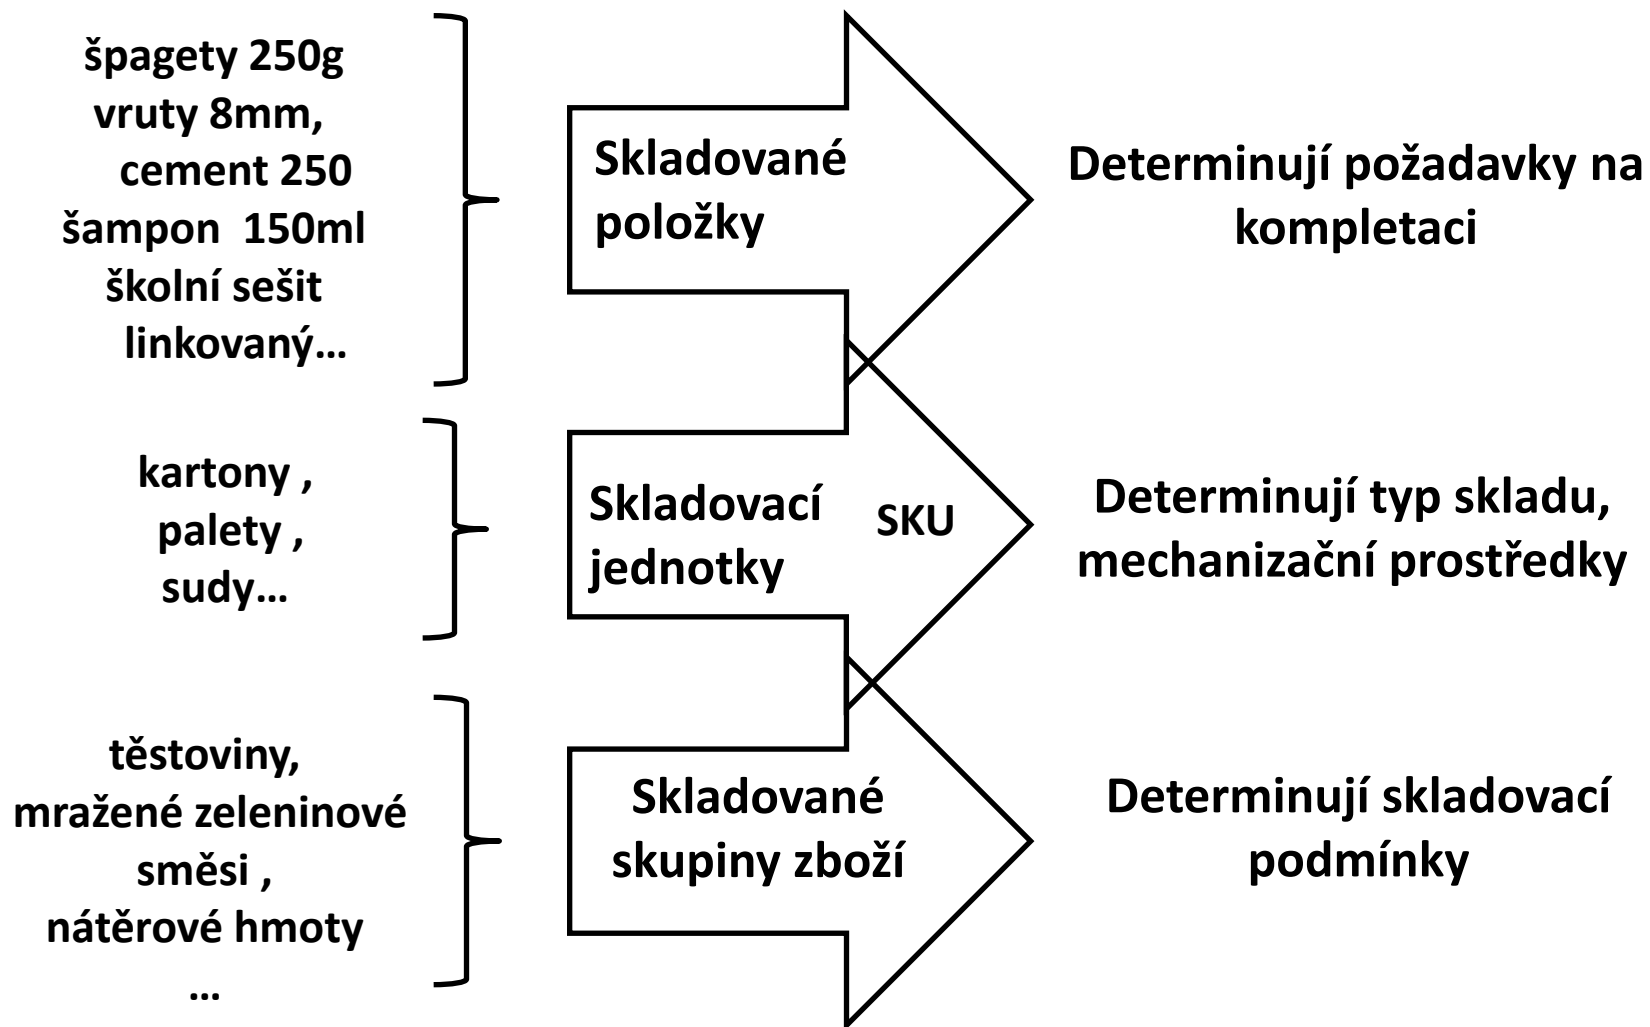 špagety 250g
vruty 8mm,
cement 250
šampon 150ml
školní sešit
linkovaný...
Skladované
položky
Determinují požadavky na
kompletaci
kartony ,
palety ,
sudy...
Skladovací
jednotky
SKU
Determinují typ skladu,
mechanizační prostředky
těstoviny,
mražené zeleninové
směsi ,
nátěrové hmoty
...
Skladované
skupiny zboží
Determinují skladovací
podmínky